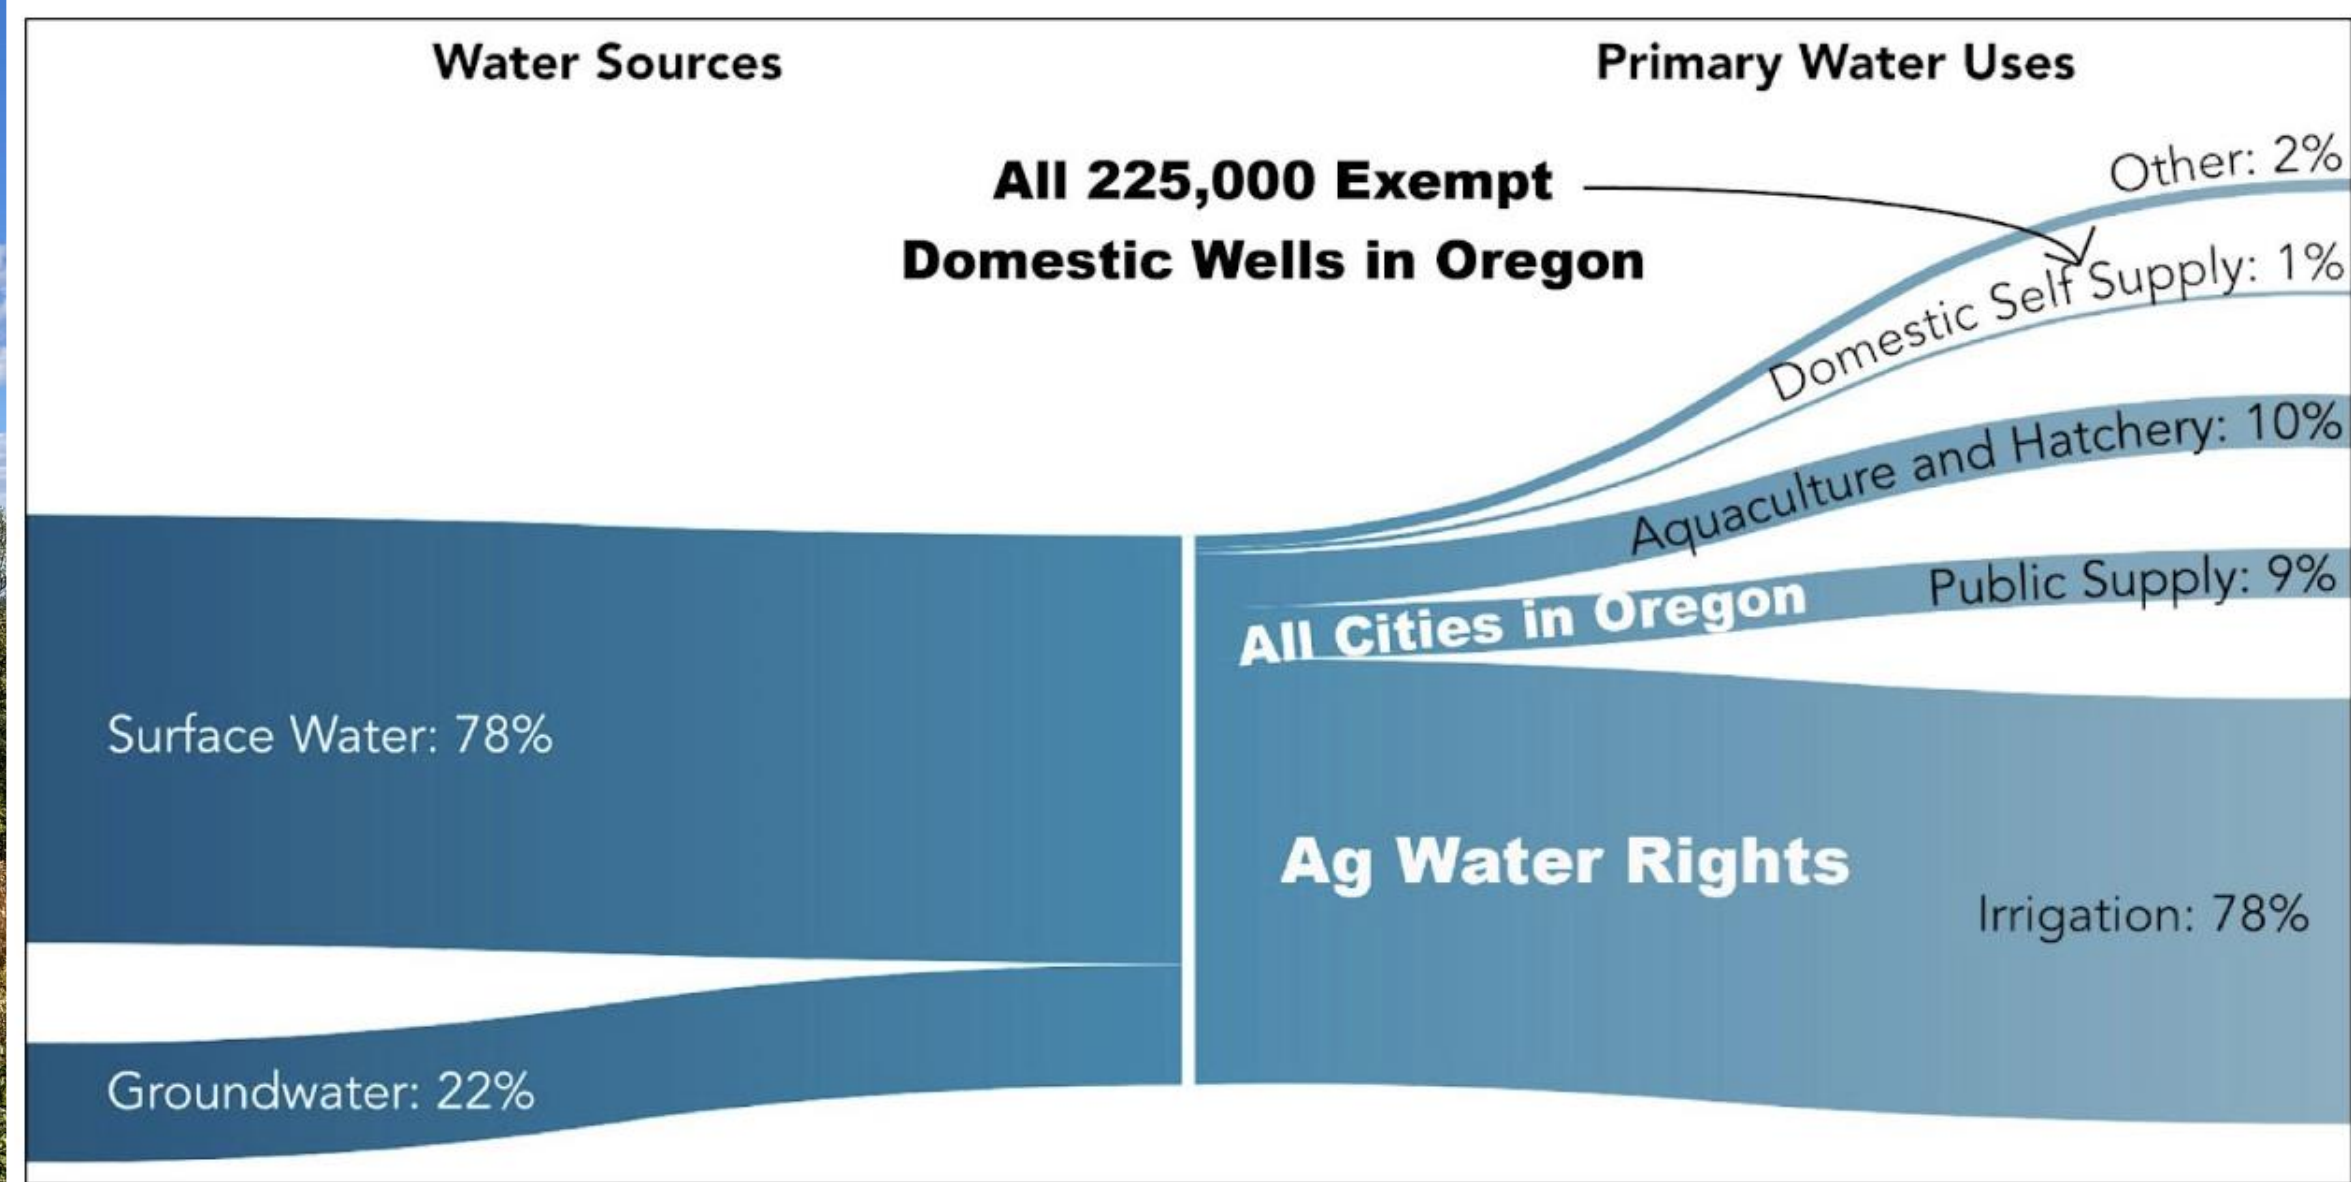 Water Sources
Primary Water Uses
All 225,000 Exempt
Domestic Wells in Oregon
Other: 2%
Domestic Self Supply: 1%
Aquaculture and Hatchery: 10%
All Cities in Oregon
Public Supply: 9%
Surface Water: 78%
Ag Water Rights
Irrigation: 78%
Groundwater: 22%